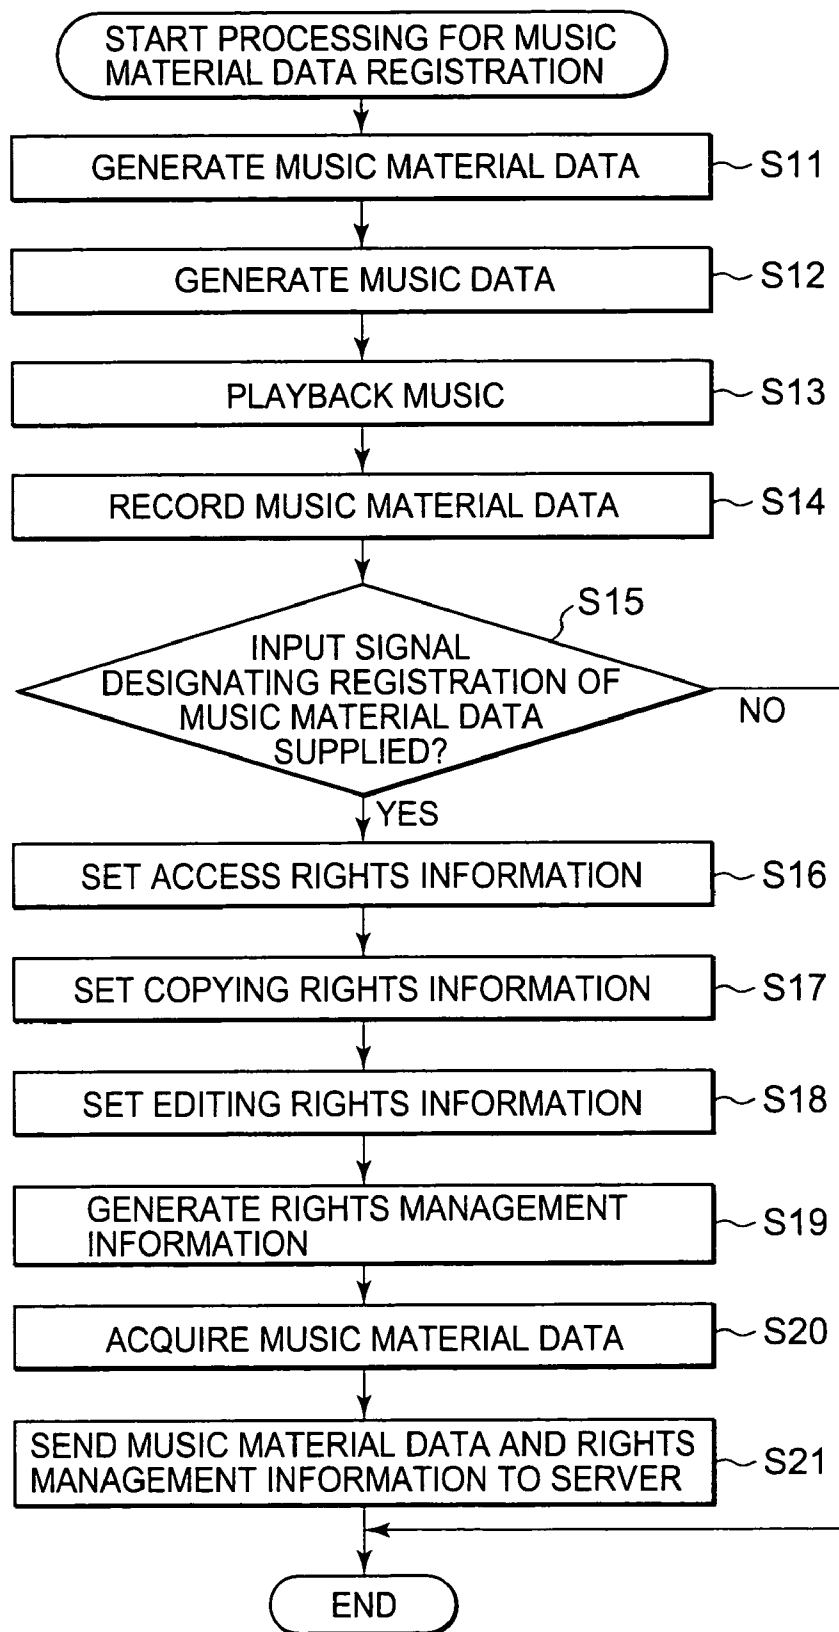 START PROCESSING FOR MUSIC
MATERIAL DATA REGISTRATION
GENERATE MUSIC MATERIAL DATA
S11
GENERATE MUSIC DATA
S12
PLAYBACK MUSIC
S13
RECORD MUSIC MATERIAL DATA
S14
S15
INPUT SIGNAL
DESIGNATING REGISTRATION OF
MUSIC MATERIAL DATA
SUPPLIED?
NO
YES
SET ACCESS RIGHTS INFORMATION
S16
SET COPYING RIGHTS INFORMATION
S17
SET EDITING RIGHTS INFORMATION
S18
GENERATE RIGHTS MANAGEMENT
INFORMATION
S19
ACQUIRE MUSIC MATERIAL DATA
S20
SEND MUSIC MATERIAL DATA AND RIGHTS
MANAGEMENT INFORMATION TO SERVER
S21
END